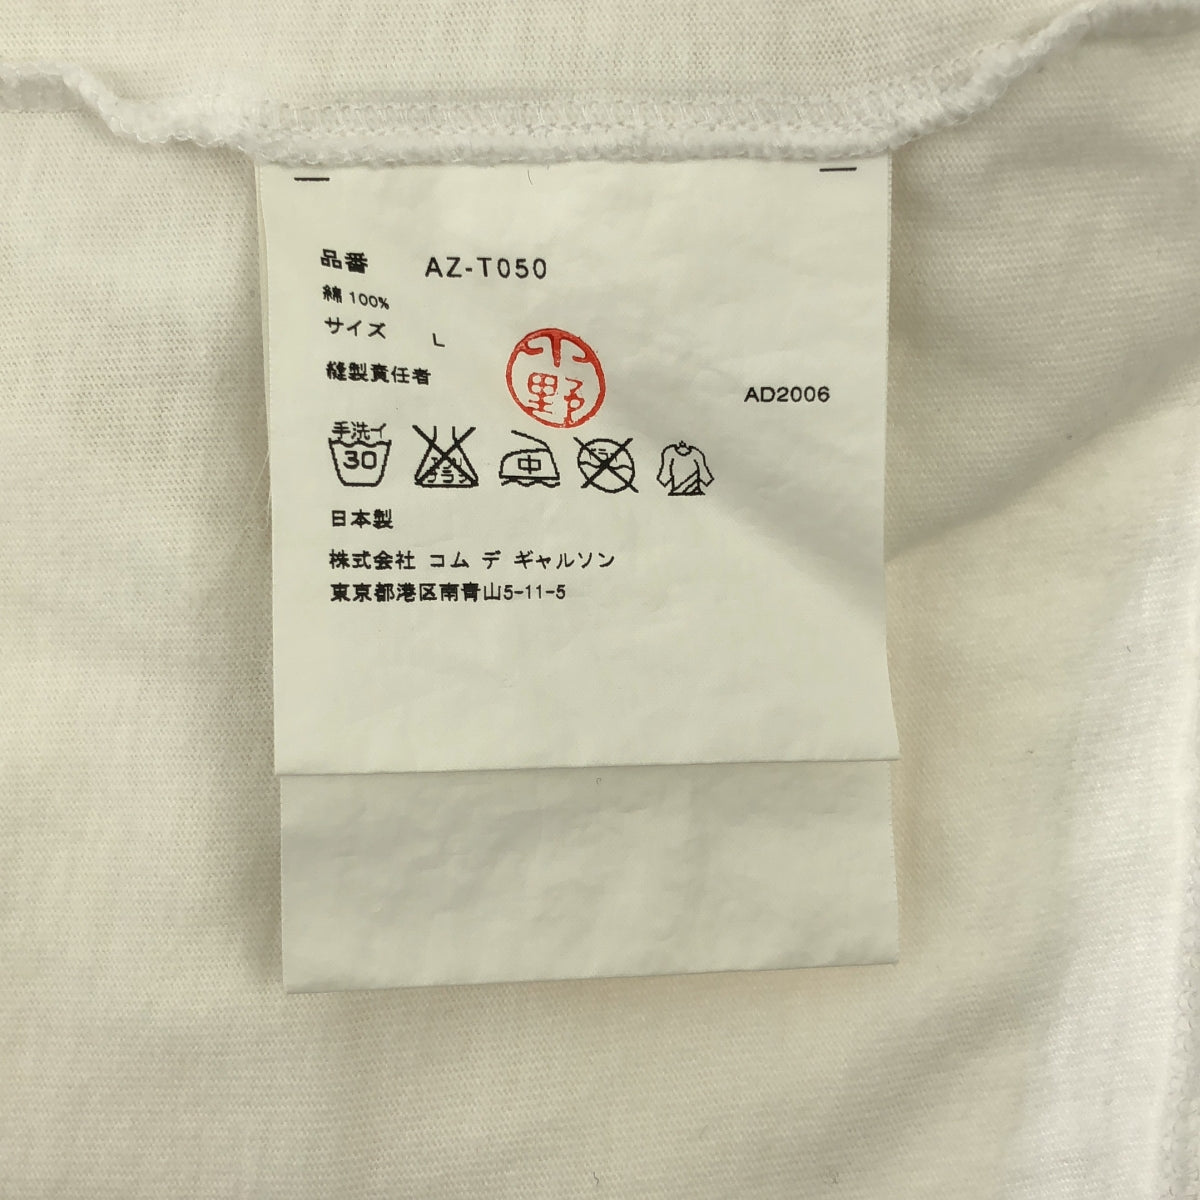 品番 AZ-T050
綿 100%
サイズ L
縫製責任者 小野
AD2006
手洗イ 30
中
日本製
株式会社 コム デ ギャルソン
東京都港区南青山5-11-5